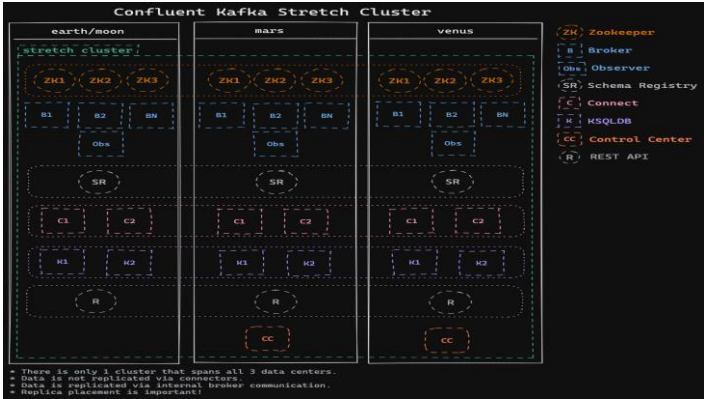 Confluent Kafka Stretch Cluster
earth/moon mars venus
stretch cluster
ZK1 ZK2 ZK3 ZK1 ZK2 ZK3 ZK1 ZK2 ZK3
B1 B2 BN B1 B2 BN B1 B2 BN
Obs Obs Obs
SR SR SR
C1 C2 C1 C2 C1 C2
K1 K2 K1 K2 K1 K2
R R R
CC CC
ZK Zookeeper
B Broker
Obs Observer
SR Schema Registry
C Connect
K KSQLDB
CC Control Center
R REST API
* There is only 1 cluster that spans all 3 data centers.
* Data is not replicated via connectors.
* Data is replicated via internal broker communication.
* Replica placement is important!